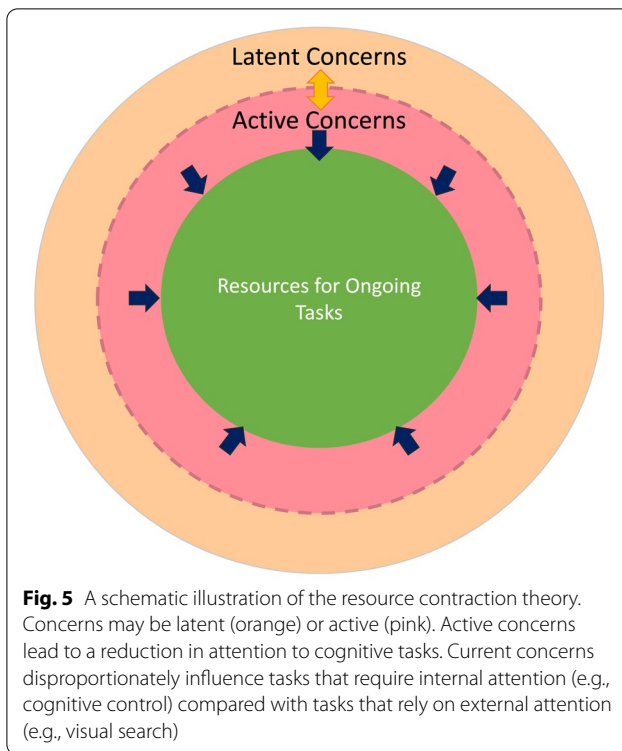 Latent Concerns
Active Concerns
Resources for Ongoing
Tasks
Fig. 5 A schematic illustration of the resource contraction theory.
Concerns may be latent (orange) or active (pink). Active concerns
lead to a reduction in attention to cognitive tasks. Current concerns
disproportionately influence tasks that require internal attention (e.g.,
cognitive control) compared with tasks that rely on external attention
(e.g., visual search)